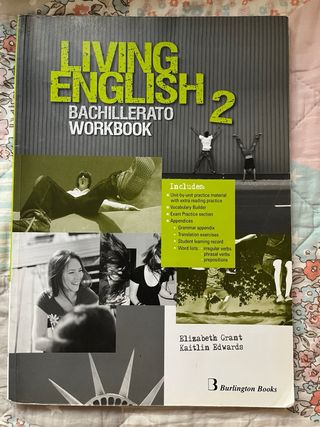 LIVING
ENGLISH 2
BACHILLERATO
WORKBOOK
Includes:
• Unit-by-unit practice material
with extra reading practice
• Vocabulary Builder
• Exam Practice section
• Appendices
• Grammar appendix
• Translation exercises
• Student learning record
• Word lists: irregular verbs
phrasal verbs
prepositions
Elizabeth Grant
Kaitlin Edwards
B Burlington Books